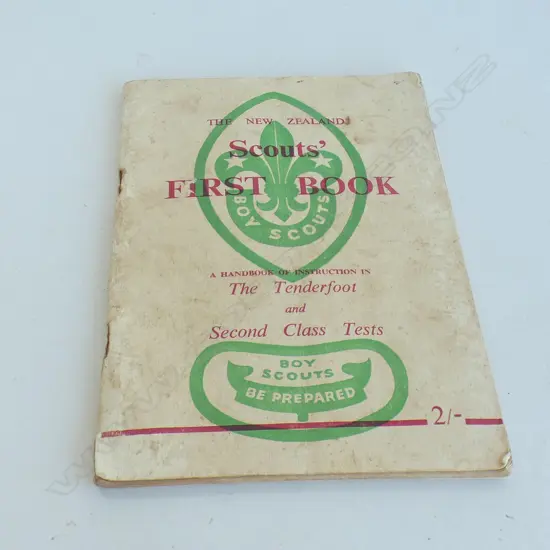 THE NEW ZEALAND
Scouts'
FIRST BOOK
BOY SCOUTS
A HANDBOOK OF INSTRUCTION IN
The Tenderfoot
and
Second Class Tests
BOY
SCOUTS
BE PREPARED
2/-